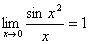 lim x→0 sin x² / x = 1